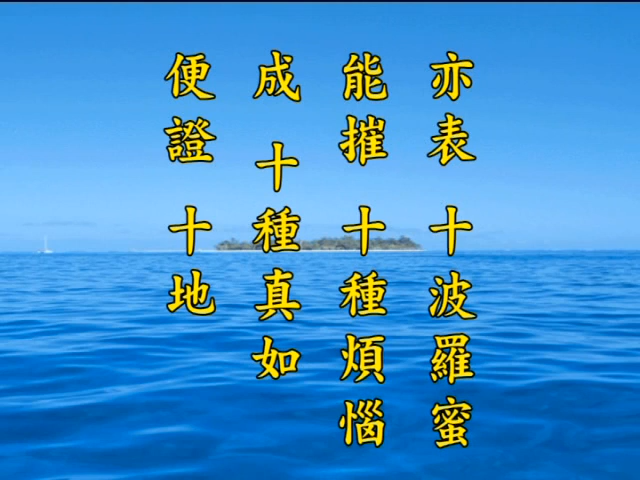 亦表 十波羅蜜
能摧 十種煩惱
成 十種真如
便證 十地